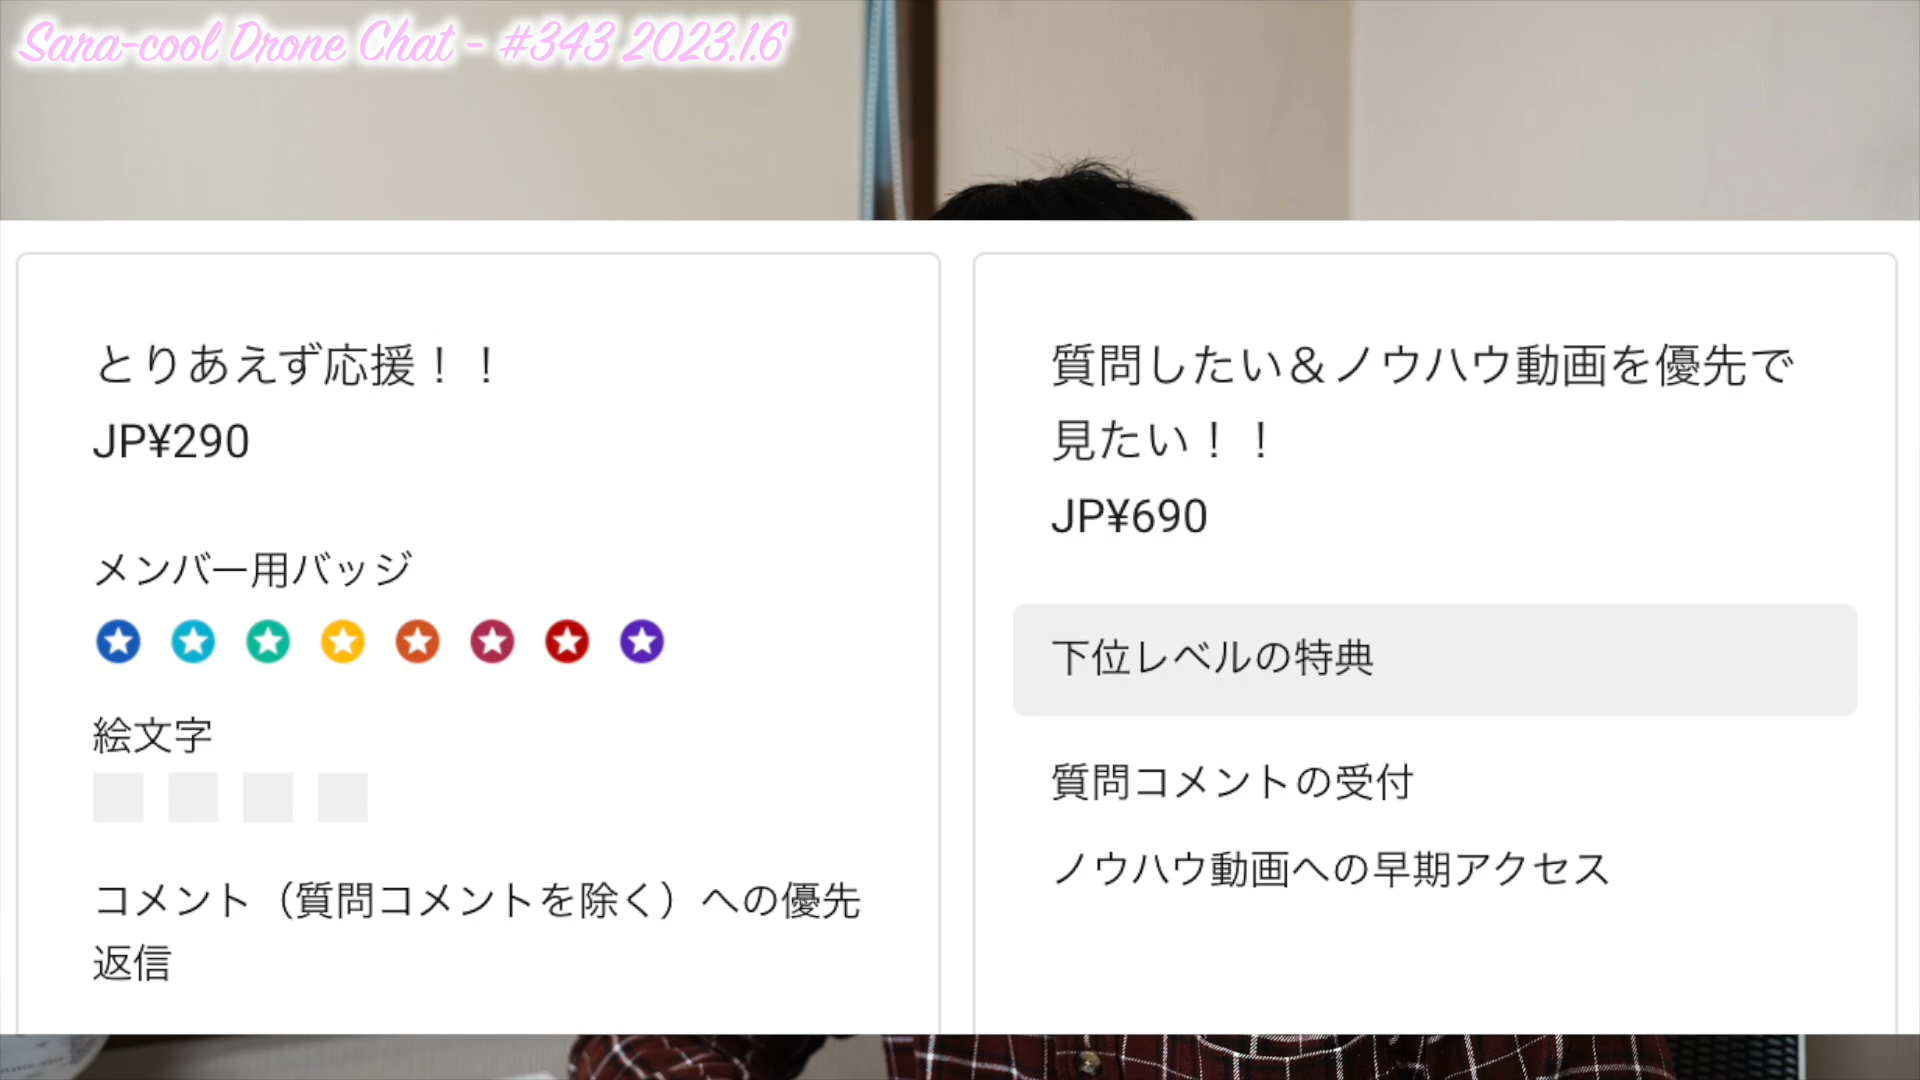 Sara-cool Drone Chat - #343 2023.1.6
とりあえず応援！！
JP¥290
メンバー用バッジ
絵文字
コメント（質問コメントを除く）への優先
返信
質問したい＆ノウハウ動画を優先で
見たい！！
JP¥690
下位レベルの特典
質問コメントの受付
ノウハウ動画への早期アクセス